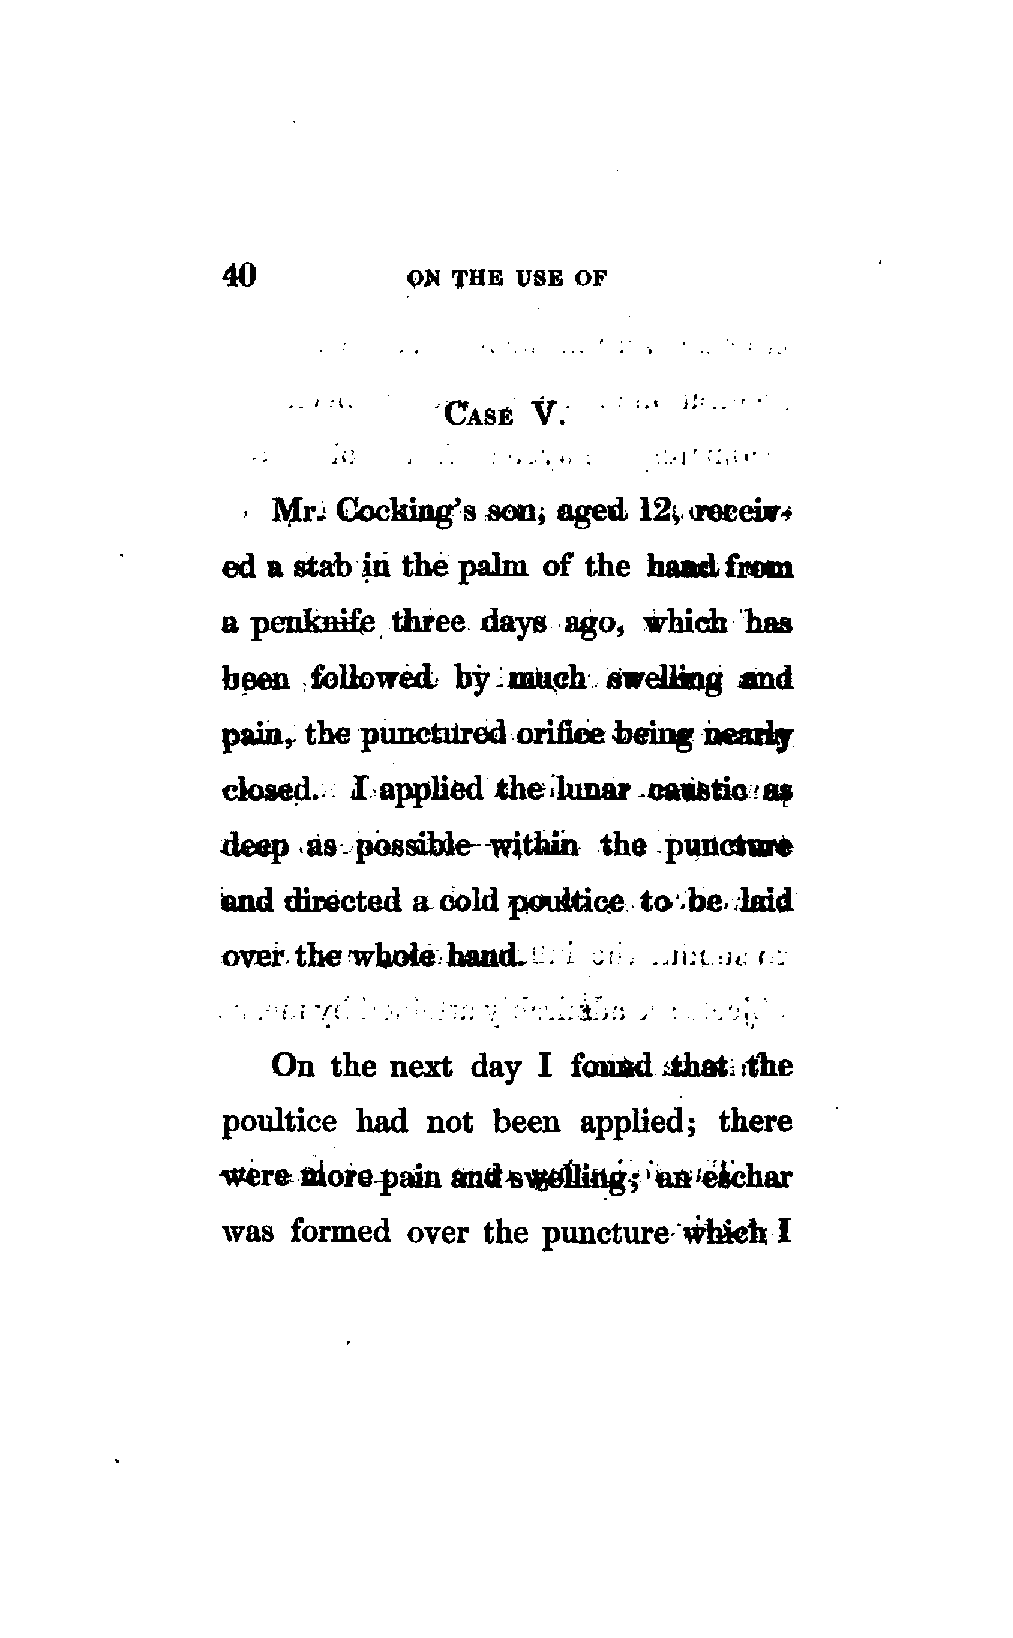 40 ON THE USE OF
CASE V.
Mr. Cocking's son, aged 12, receiv-
ed a stab in the palm of the hand from
a penknife three days ago, which has
been followed by much swelling and
pain, the punctured orifice being nearly
closed. I applied the lunar caustic as
deep as possible within the puncture
and directed a cold poultice to be laid
over the whole hand.
On the next day I found that the
poultice had not been applied; there
were more pain and swelling; an eschar
was formed over the puncture which I